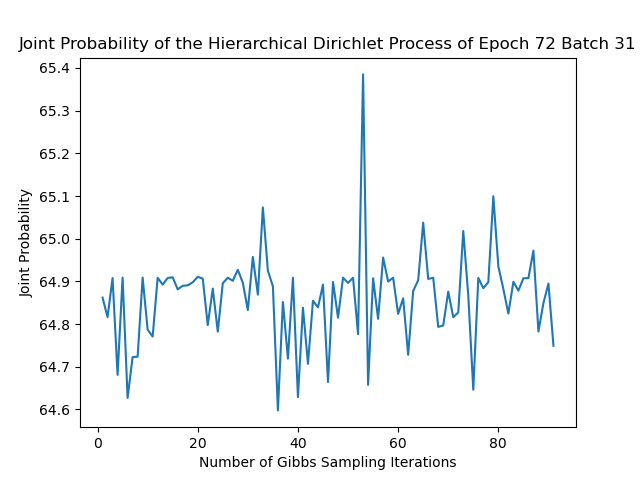 Joint Probability of the Hierarchical Dirichlet Process of Epoch 72 Batch 31
65.4
65.3
65.2
65.1
65.0
64.9
64.8
64.7
64.6
Joint Probability
0 20 40 60 80
Number of Gibbs Sampling Iterations